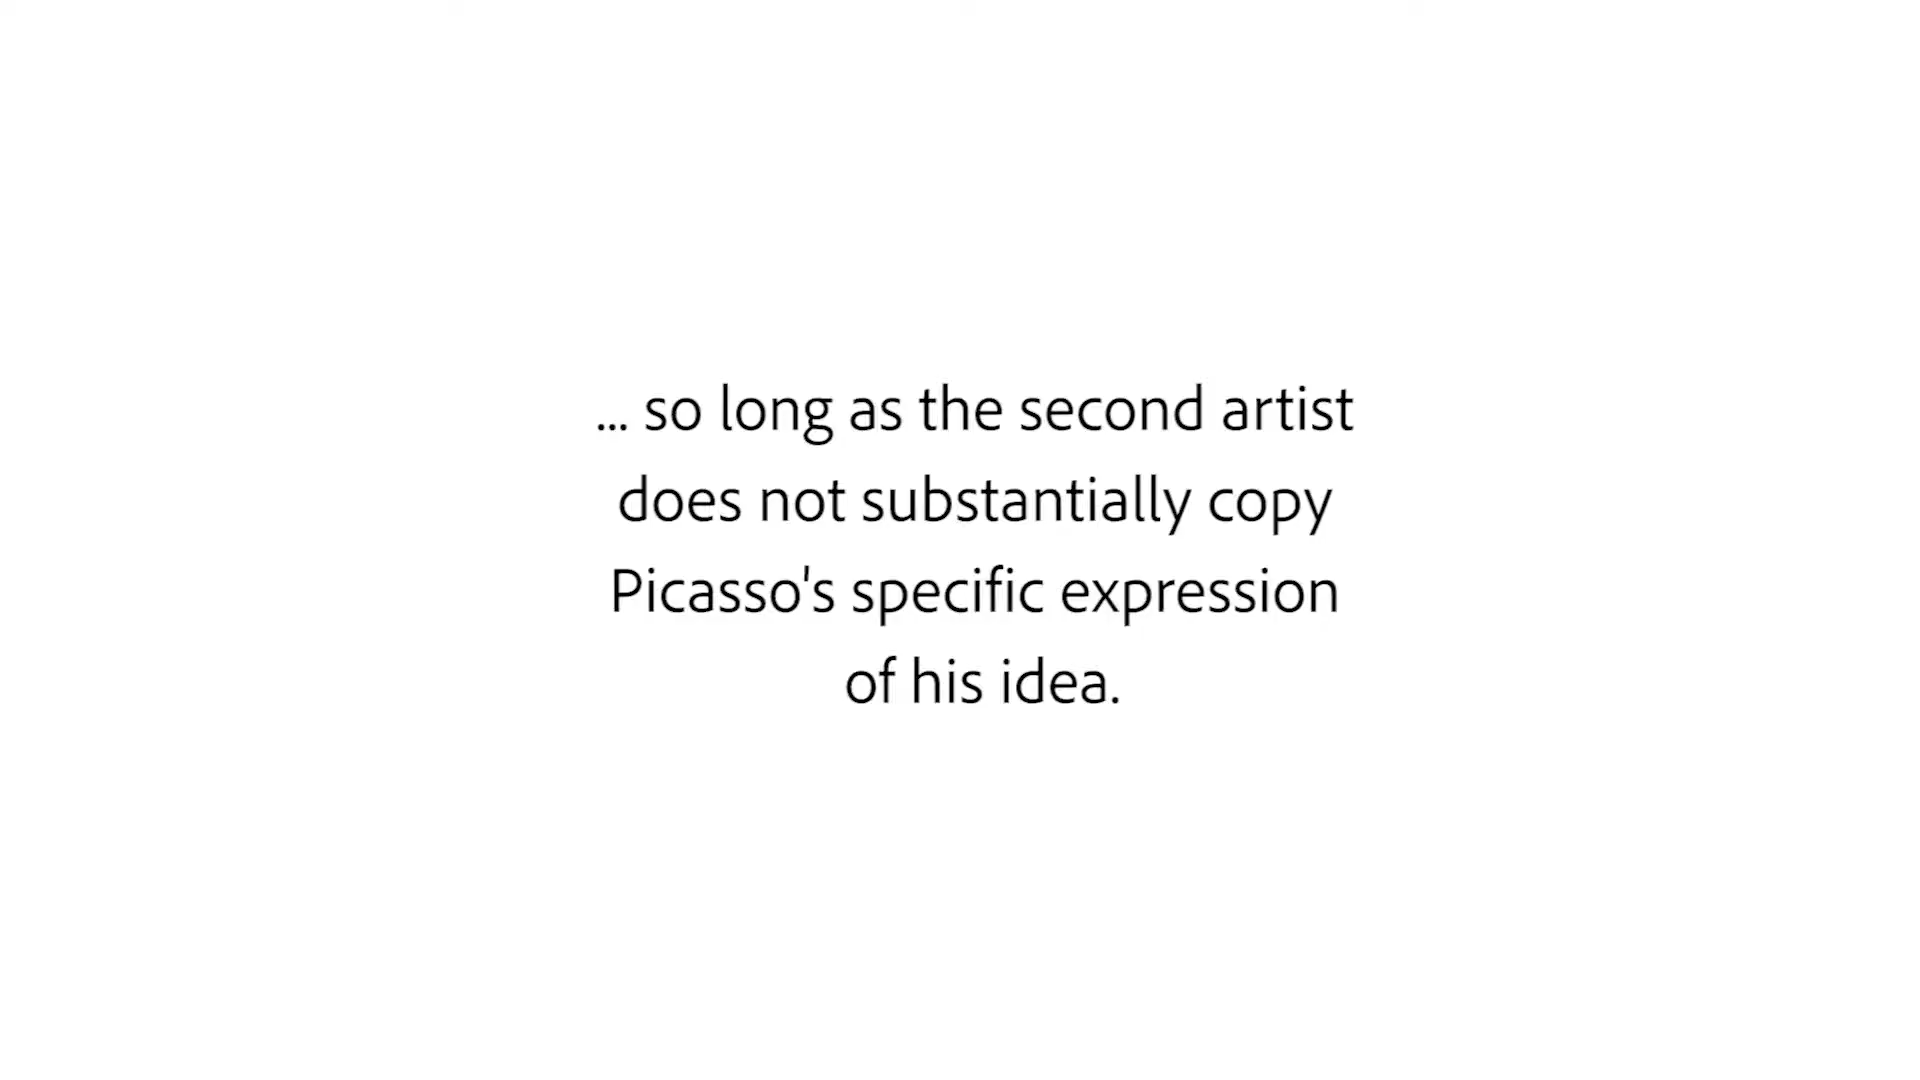 ... so long as the second artist
does not substantially copy
Picasso's specific expression
of his idea.